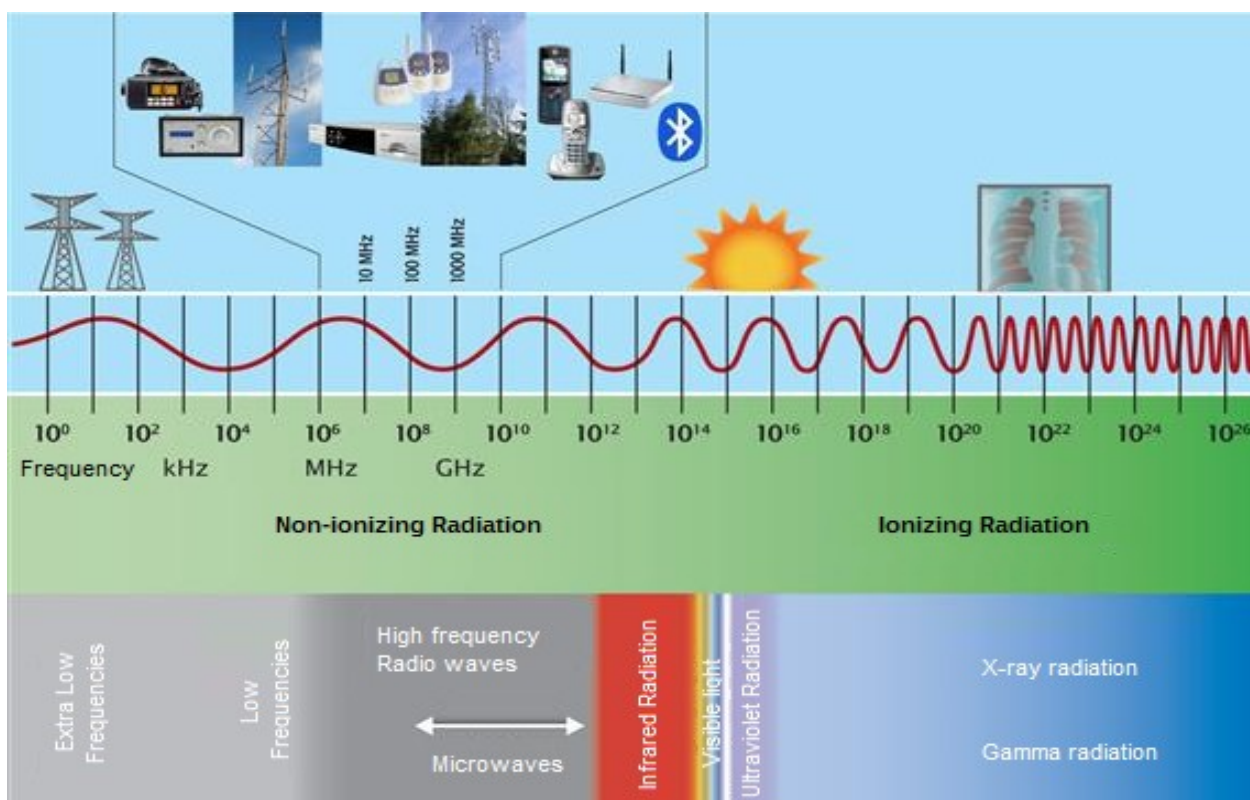 10 MHz
100 MHz
1000 MHz
10⁰ 10² 10⁴ 10⁶ 10⁸ 10¹⁰ 10¹² 10¹⁴ 10¹⁶ 10¹⁸ 10²⁰ 10²² 10²⁴ 10²⁶
Frequency kHz MHz GHz
Non-ionizing Radiation Ionizing Radiation
Extra Low
Frequencies
Low
Frequencies
High frequency
Radio waves
Microwaves
Infrared Radiation
Visible light
Ultraviolet Radiation
X-ray radiation
Gamma radiation